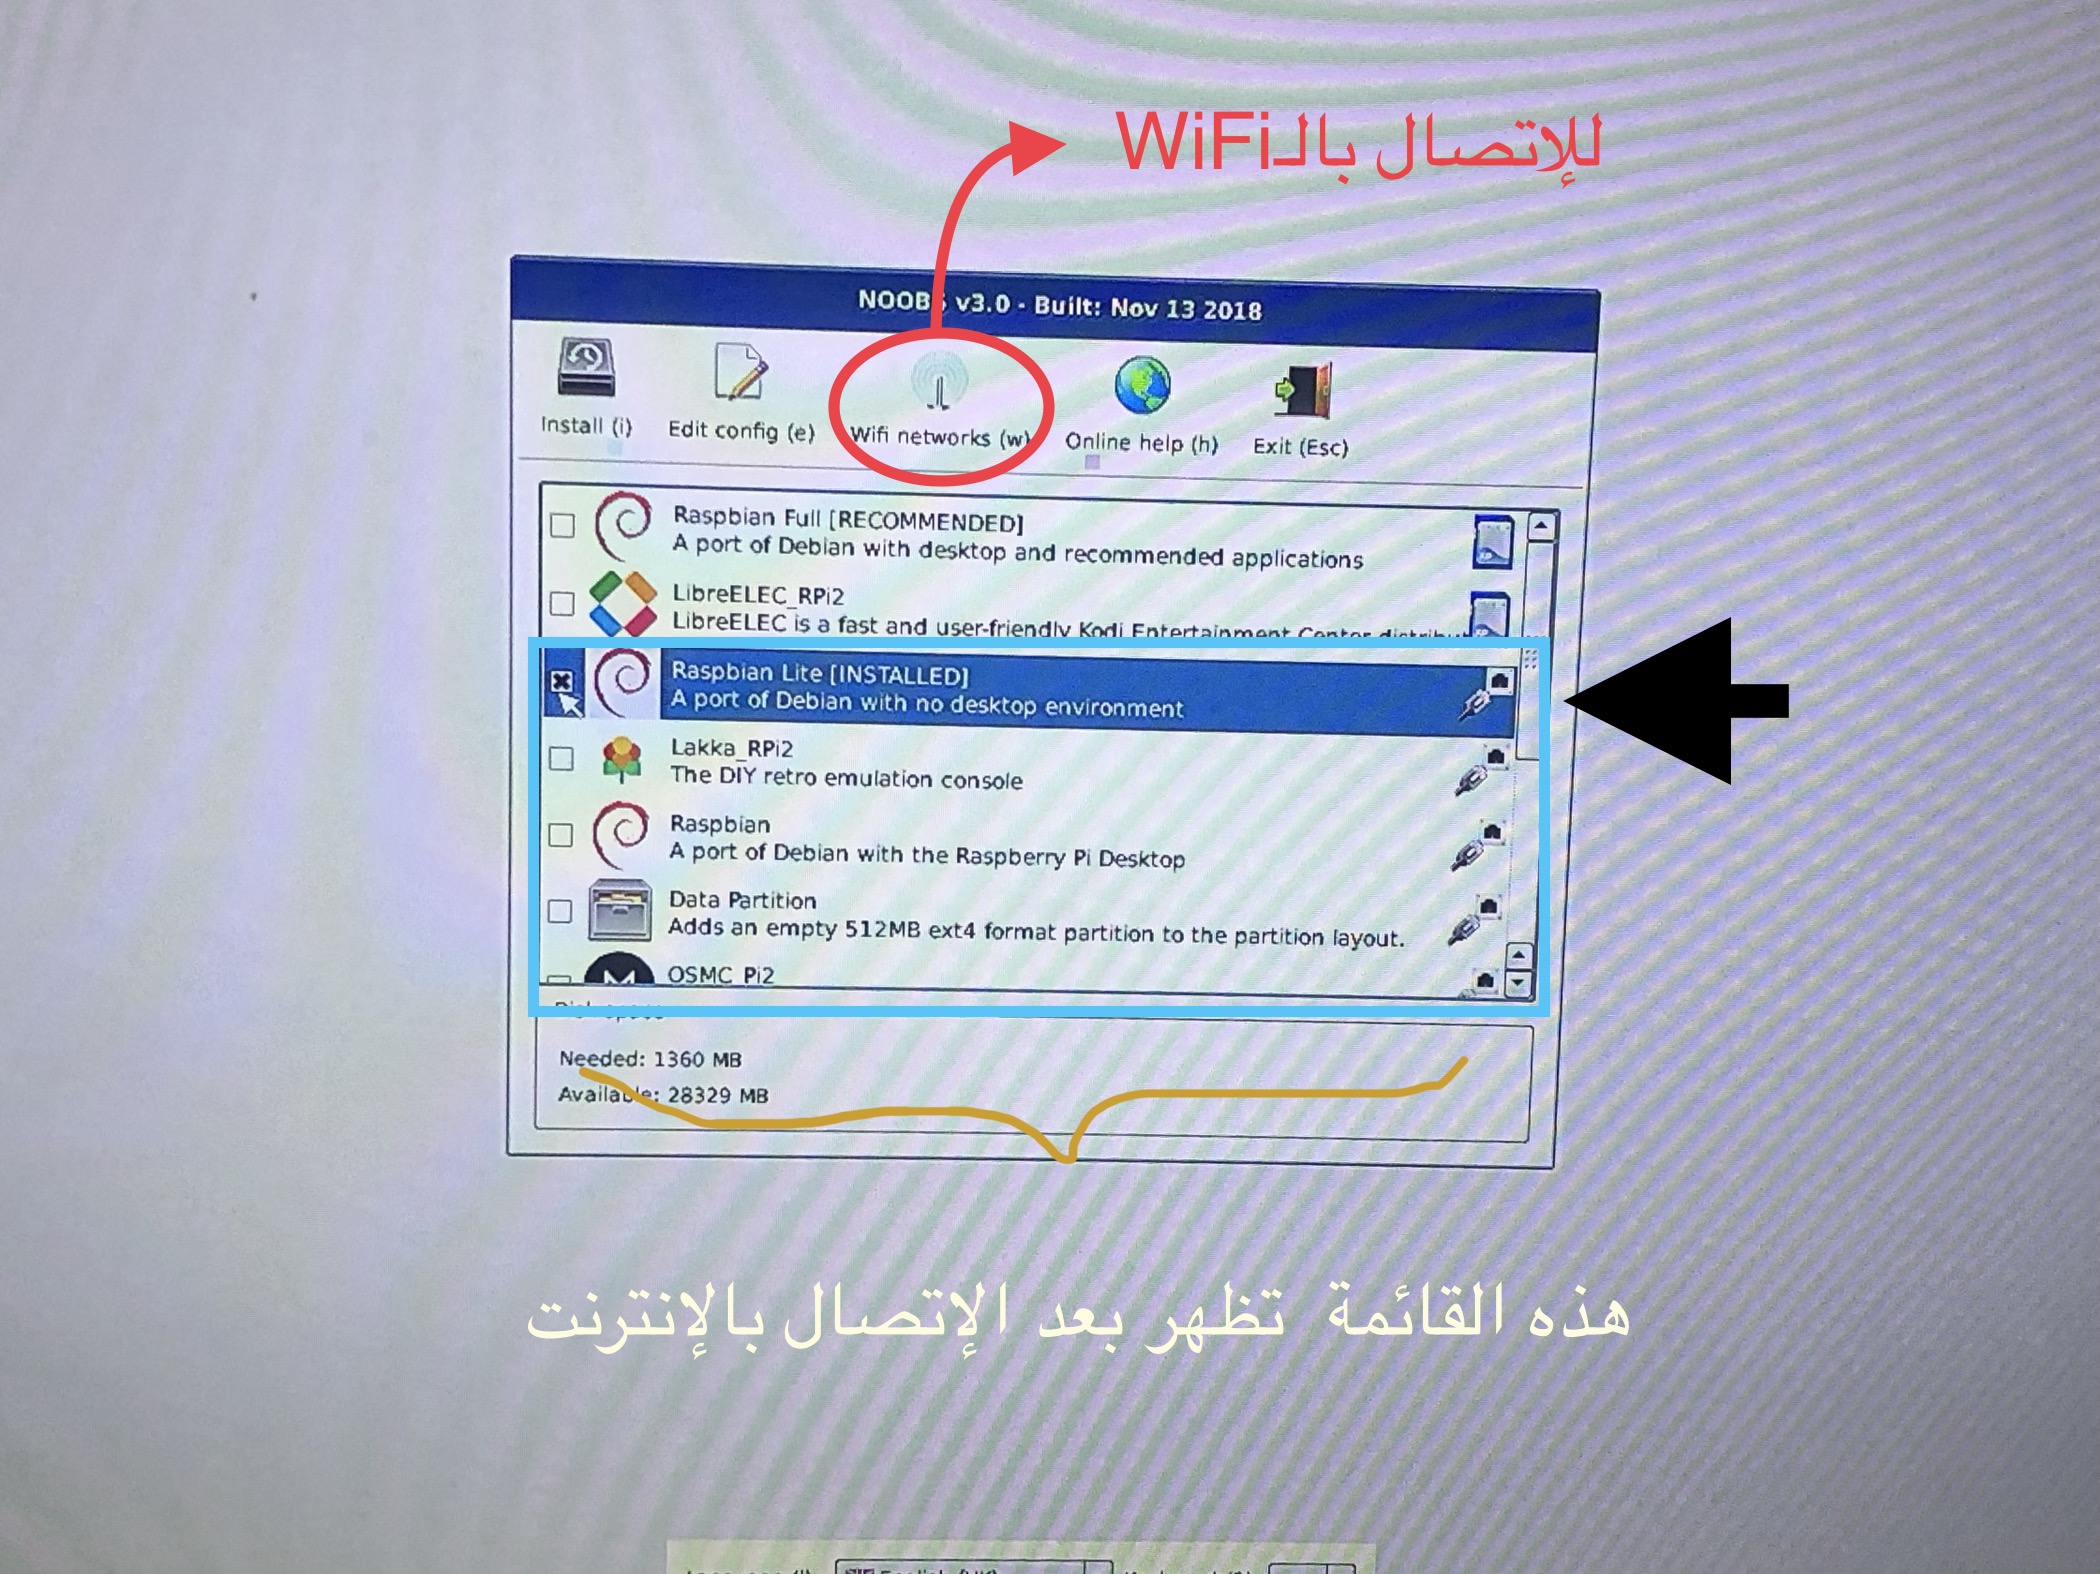 للإتصال بالـWiFi
NOOBS v3.0 - Built: Nov 13 2018
Install (i) Edit config (e) Wifi networks (w) Online help (h) Exit (Esc)
Raspbian Full [RECOMMENDED]
A port of Debian with desktop and recommended applications
LibreELEC_RPi2
LibreELEC is a fast and user-friendly Kodi Entertainment Center
Raspbian Lite [INSTALLED]
A port of Debian with no desktop environment
Lakka_RPi2
The DIY retro emulation console
Raspbian
A port of Debian with the Raspberry Pi Desktop
Data Partition
Adds an empty 512MB ext4 format partition to the partition layout.
OSMC_Pi2
Needed: 1360 MB
Available: 28329 MB
هذه القائمة تظهر بعد الإتصال بالإنترنت